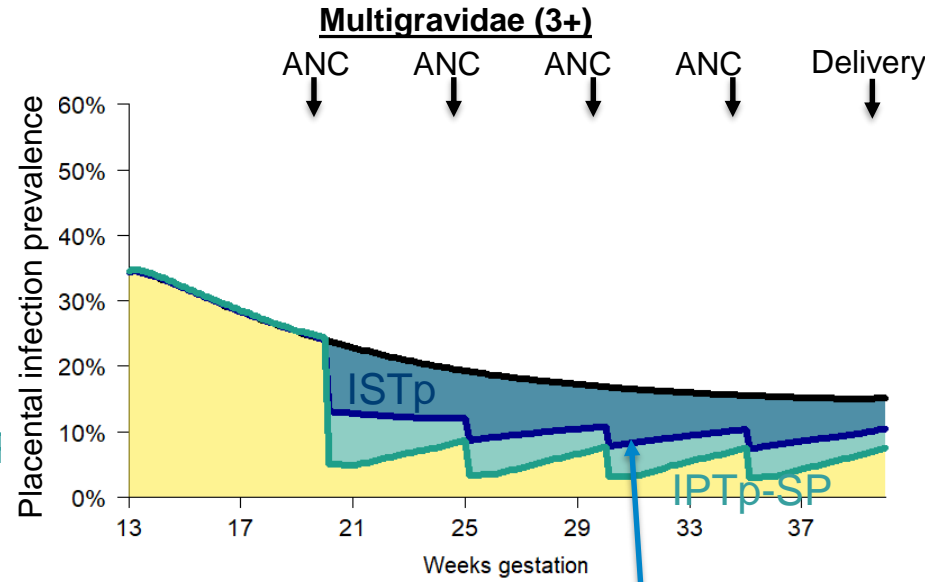 Multigravidae (3+)
ANC ANC ANC ANC Delivery
Placental infection prevalence
60%
50%
40%
30%
20%
10%
0%
ISTp
IPTp-SP
13 17 21 25 29 33 37
Weeks gestation